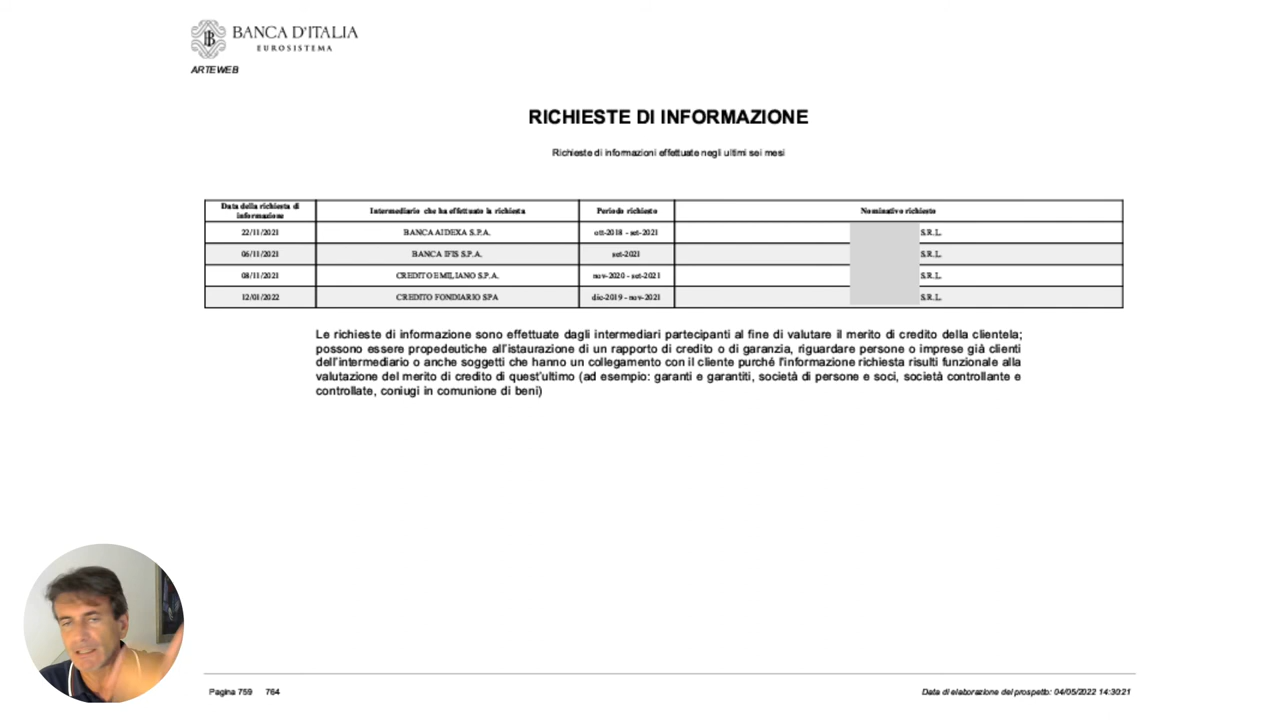 BANCA D'ITALIA
EUROSISTEMA
ARTEWEB
RICHIESTE DI INFORMAZIONE
Richieste di informazioni effettuate negli ultimi sei mesi
Data della richiesta di informazione Intermediario che ha effettuato la richiesta Periodo richiesto Nominativo richiesto
22/11/2021 BANCA AIDEXA S.P.A. ott-2018 - set-2021 S.R.L.
06/11/2021 BANCA IFIS S.P.A. set-2021 S.R.L.
08/11/2021 CREDITO EMILIANO S.P.A. nov-2020 - set-2021 S.R.L.
12/01/2022 CREDITO FONDIARIO SPA dic-2019 - nov-2021 S.R.L.
Le richieste di informazione sono effettuate dagli intermediari partecipanti al fine di valutare il merito di credito della clientela;
possono essere propedeutiche all'istaurazione di un rapporto di credito o di garanzia, riguardare persone o imprese già clienti
dell'intermediario o anche soggetti che hanno un collegamento con il cliente purché l'informazione richiesta risulti funzionale alla
valutazione del merito di credito di quest'ultimo (ad esempio: garanti e garantiti, società di persone e soci, società controllante e
controllate, coniugi in comunione di beni)
Pagina 759 764
Data di elaborazione del prospetto: 04/05/2022 14:30:21